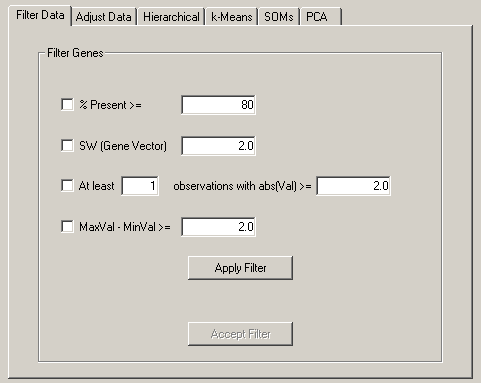 Filter Data Adjust Data Hierarchical k-Means SOMs PCA
Filter Genes
% Present >= 80
SW (Gene Vector) 2.0
At least 1 observations with abs(Val) >= 2.0
MaxVal - MinVal >= 2.0
Apply Filter
Accept Filter